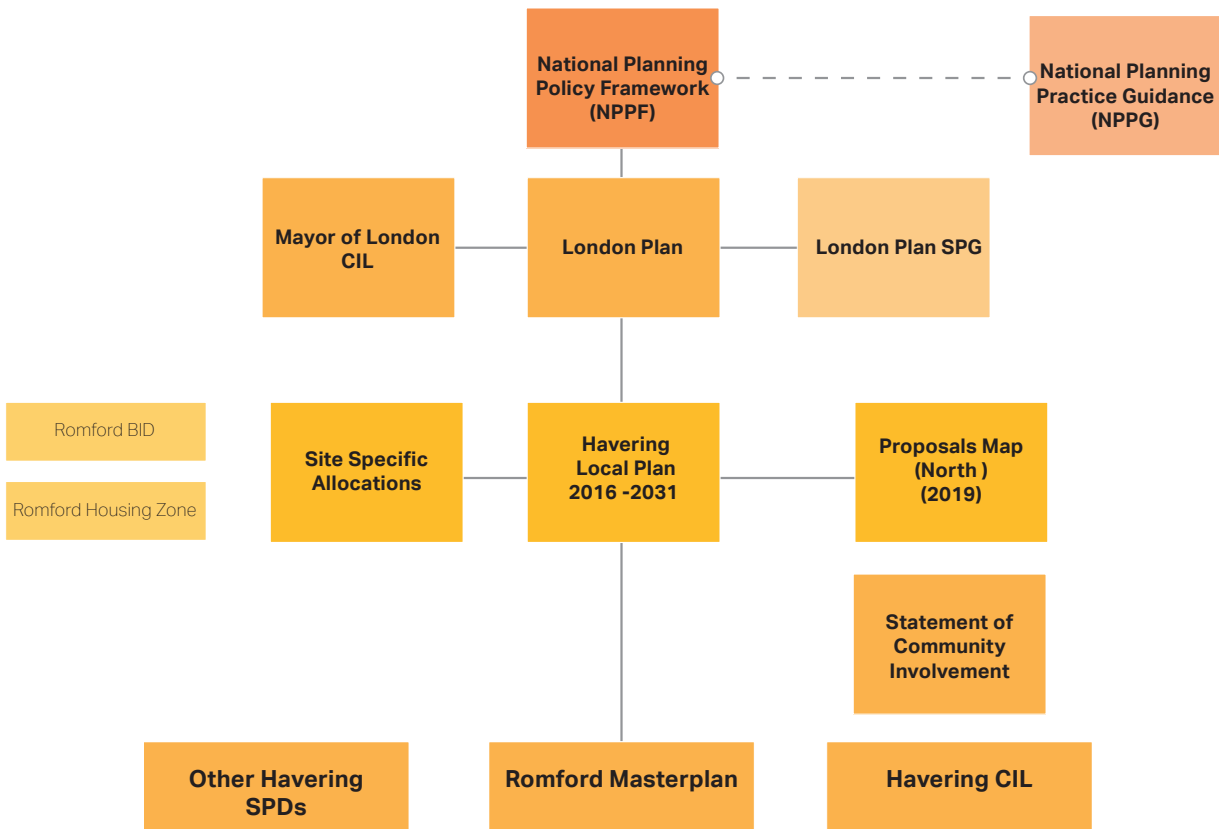 National Planning
Policy Framework
(NPPF)
National Planning
Practice Guidance
(NPPG)
Mayor of London
CIL
London Plan
London Plan SPG
Romford BID
Romford Housing Zone
Site Specific
Allocations
Havering
Local Plan
2016 -2031
Proposals Map
(North )
(2019)
Statement of
Community
Involvement
Other Havering
SPDs
Romford Masterplan
Havering CIL